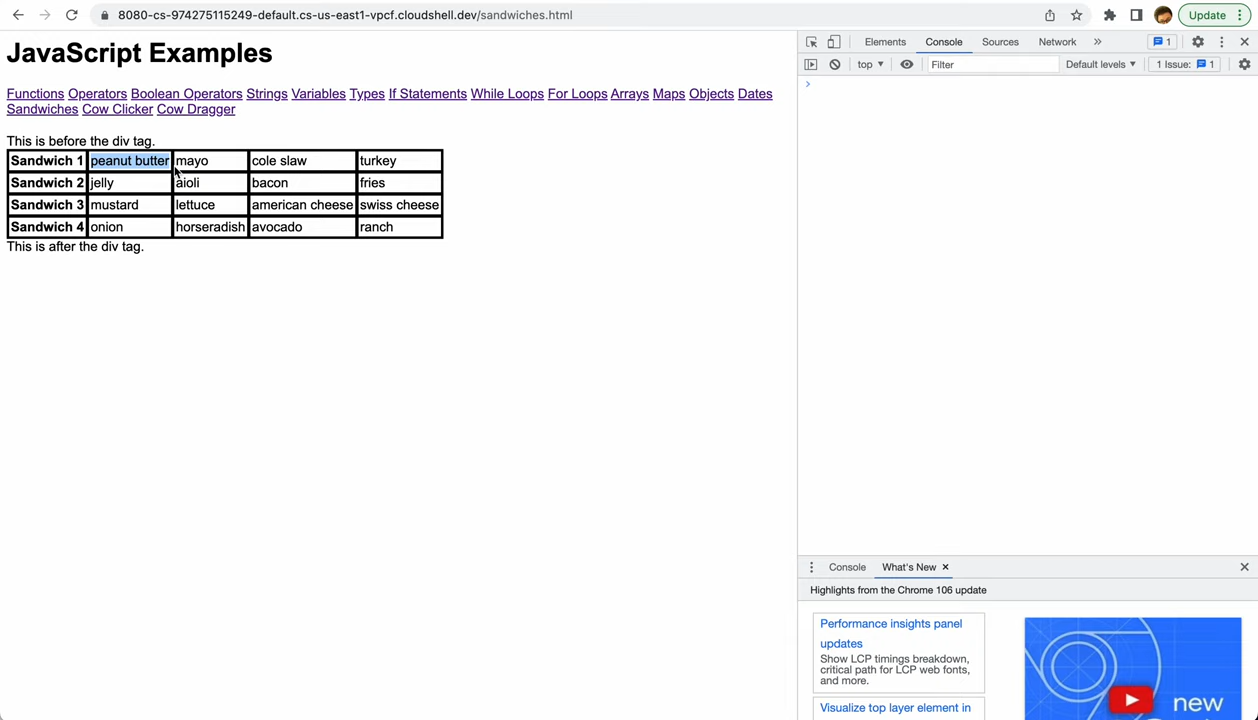 8080-cs-974275115249-default.cs-us-east1-vpcf.cloudshell.dev/sandwiches.html
Update
JavaScript Examples
Functions Operators Boolean Operators Strings Variables Types If Statements While Loops For Loops Arrays Maps Objects Dates
Sandwiches Cow Clicker Cow Dragger
This is before the div tag.
Sandwich 1 peanut butter mayo cole slaw turkey
Sandwich 2 jelly aioli bacon fries
Sandwich 3 mustard lettuce american cheese swiss cheese
Sandwich 4 onion horseradish avocado ranch
This is after the div tag.
Elements Console Sources Network » 1
top ▼ Filter Default levels ▼ 1 Issue: 1
Console What's New ×
Highlights from the Chrome 106 update
Performance insights panel
updates
Show LCP timings breakdown,
critical path for LCP web fonts,
and more.
Visualize top layer element in
new